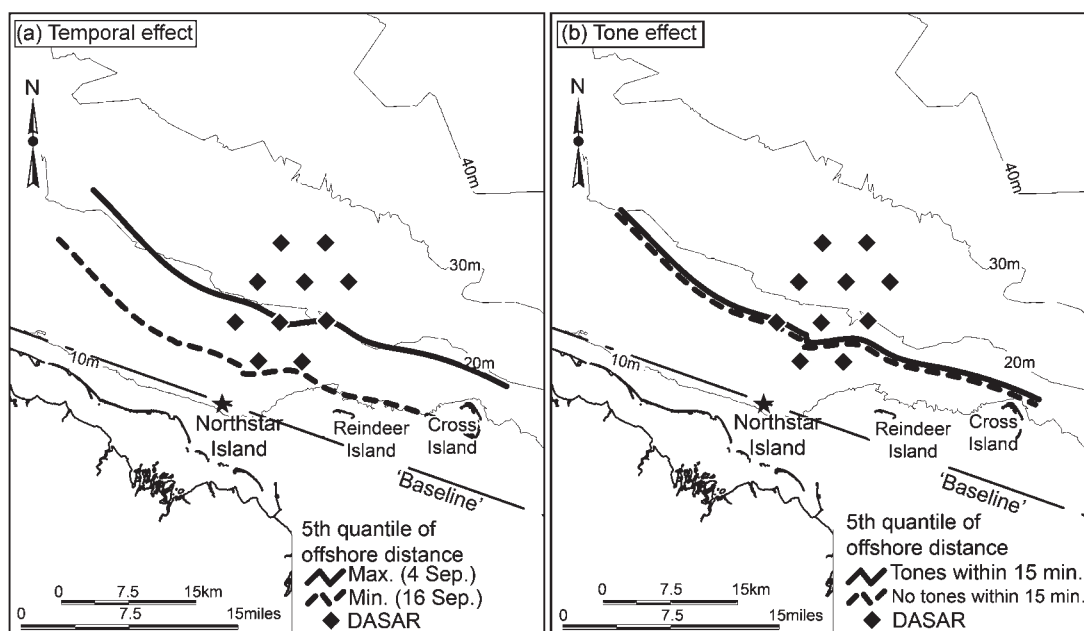 (a) Temporal effect
N
40m
30m
20m
10m
Northstar
Island
Reindeer
Island
Cross
Island
'Baseline'
5th quantile of
offshore distance
Max. (4 Sep.)
Min. (16 Sep.)
DASAR
0 7.5 15km
0 7.5 15miles
(b) Tone effect
N
40m
30m
20m
10m
Northstar
Island
Reindeer
Island
Cross
Island
'Baseline'
5th quantile of
offshore distance
Tones within 15 min.
No tones within 15 min.
DASAR
0 7.5 15km
0 7.5 15miles